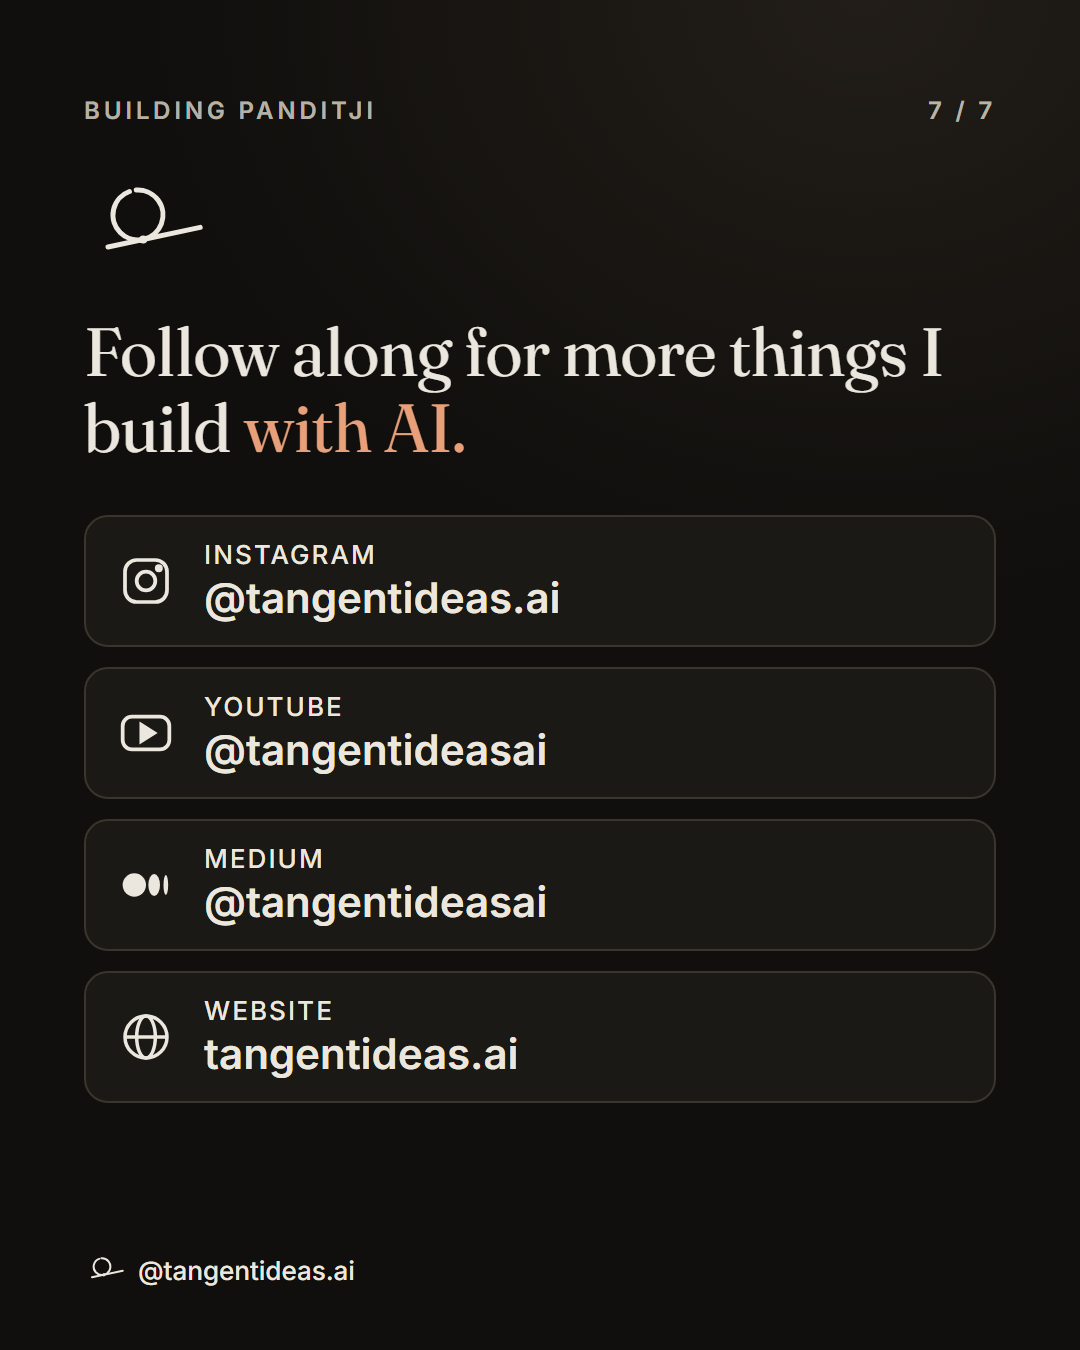 BUILDING PANDITJI
7 / 7
Follow along for more things I
build with AI.
INSTAGRAM
@tangentideas.ai
YOUTUBE
@tangentideasai
MEDIUM
@tangentideasai
WEBSITE
tangentideas.ai
@tangentideas.ai